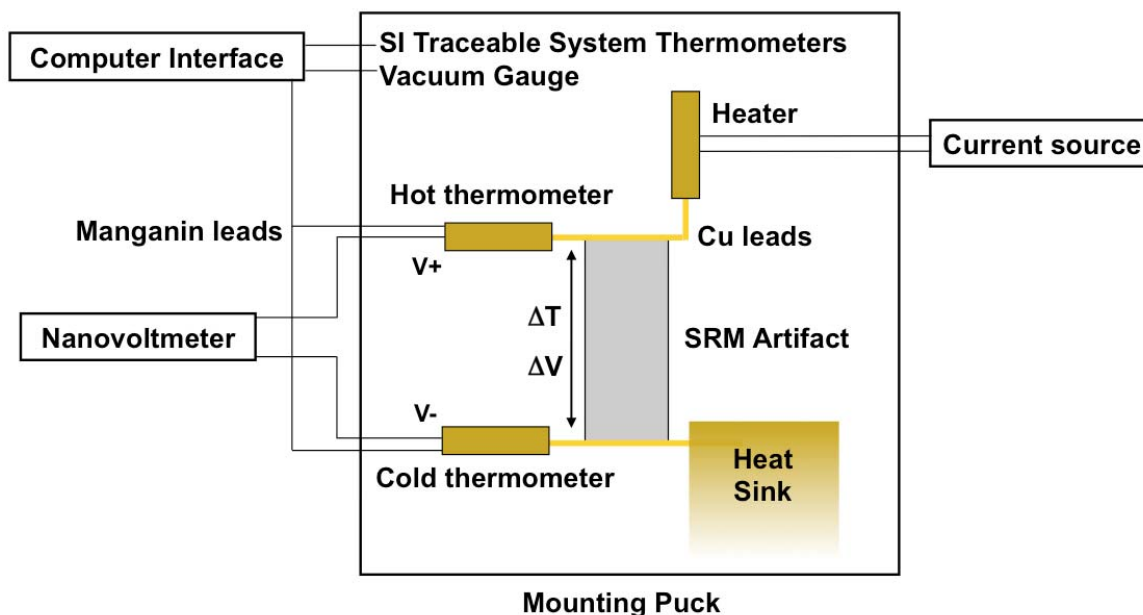 SI Traceable System Thermometers
Computer Interface
Vacuum Gauge
Heater
Current source
Hot thermometer
Manganin leads
Cu leads
V+
ΔT
Nanovoltmeter
SRM Artifact
ΔV
V-
Cold thermometer
Heat
Sink
Mounting Puck